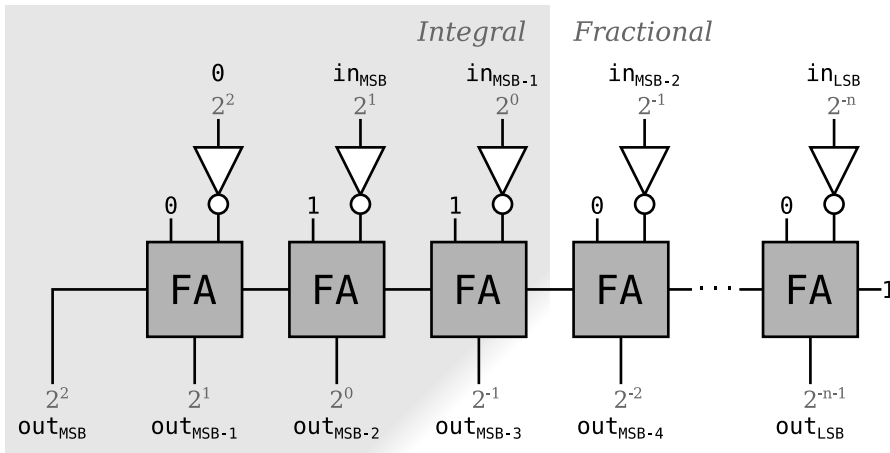 Integral Fractional
0 in_MSB in_MSB-1 in_MSB-2 in_LSB
2^2 2^1 2^0 2^-1 2^-n
0 1 1 0 0
FA FA FA FA ··· FA 1
2^2 2^1 2^0 2^-1 2^-2 2^-n-1
out_MSB out_MSB-1 out_MSB-2 out_MSB-3 out_MSB-4 out_LSB